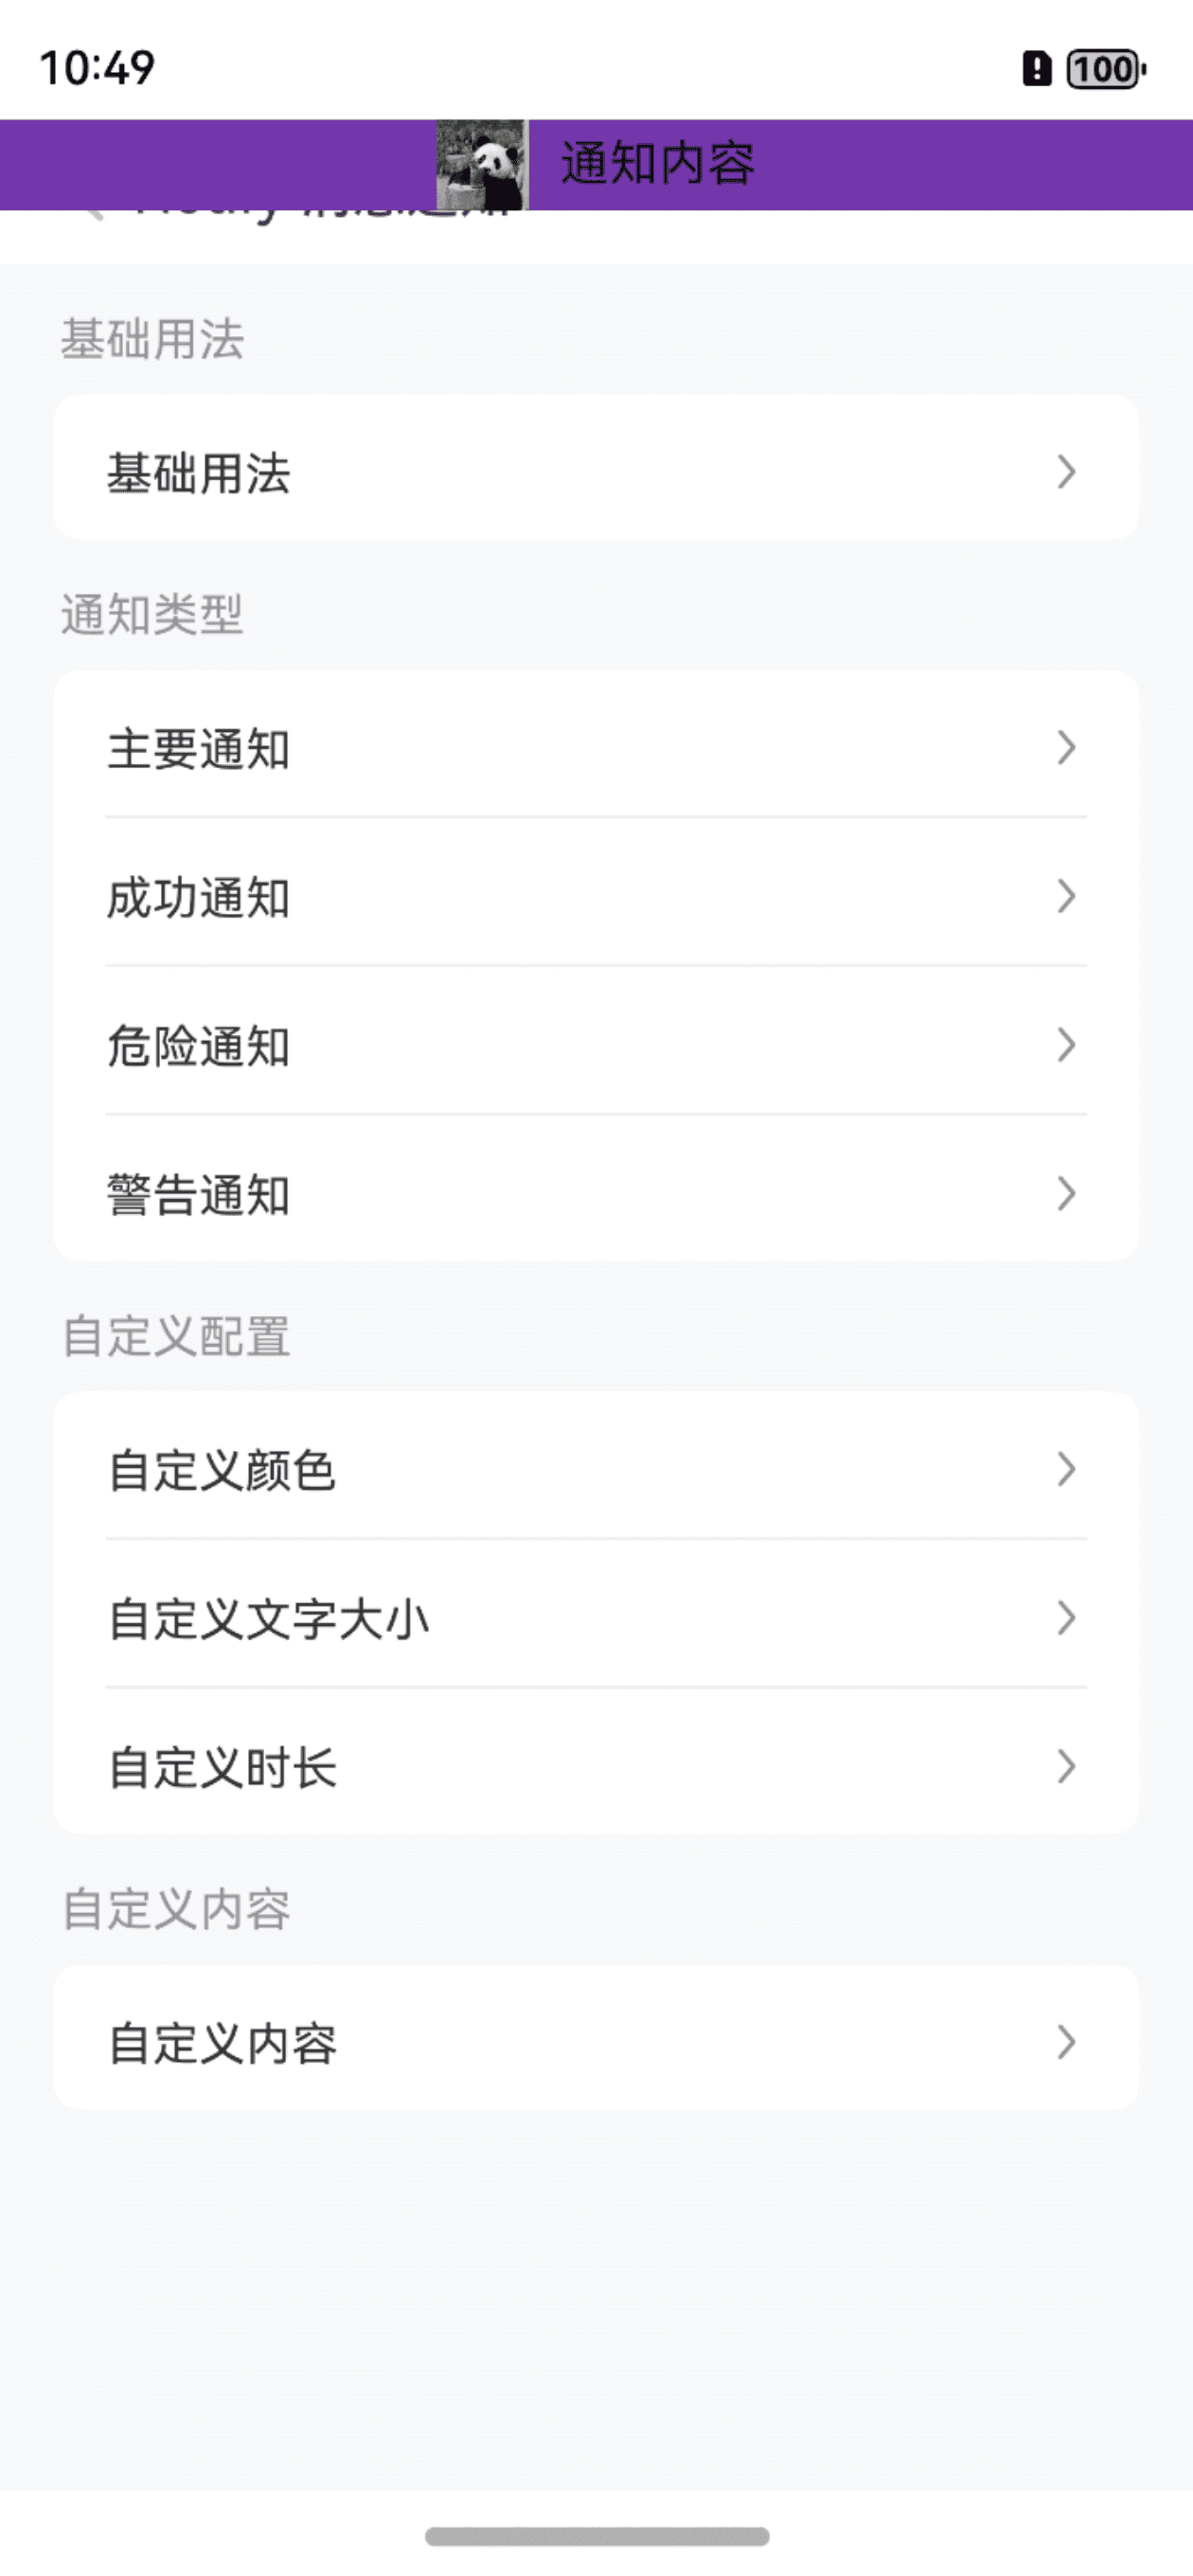 10:49
100
通知内容
基础用法
基础用法
通知类型
主要通知
成功通知
危险通知
警告通知
自定义配置
自定义颜色
自定义文字大小
自定义时长
自定义内容
自定义内容